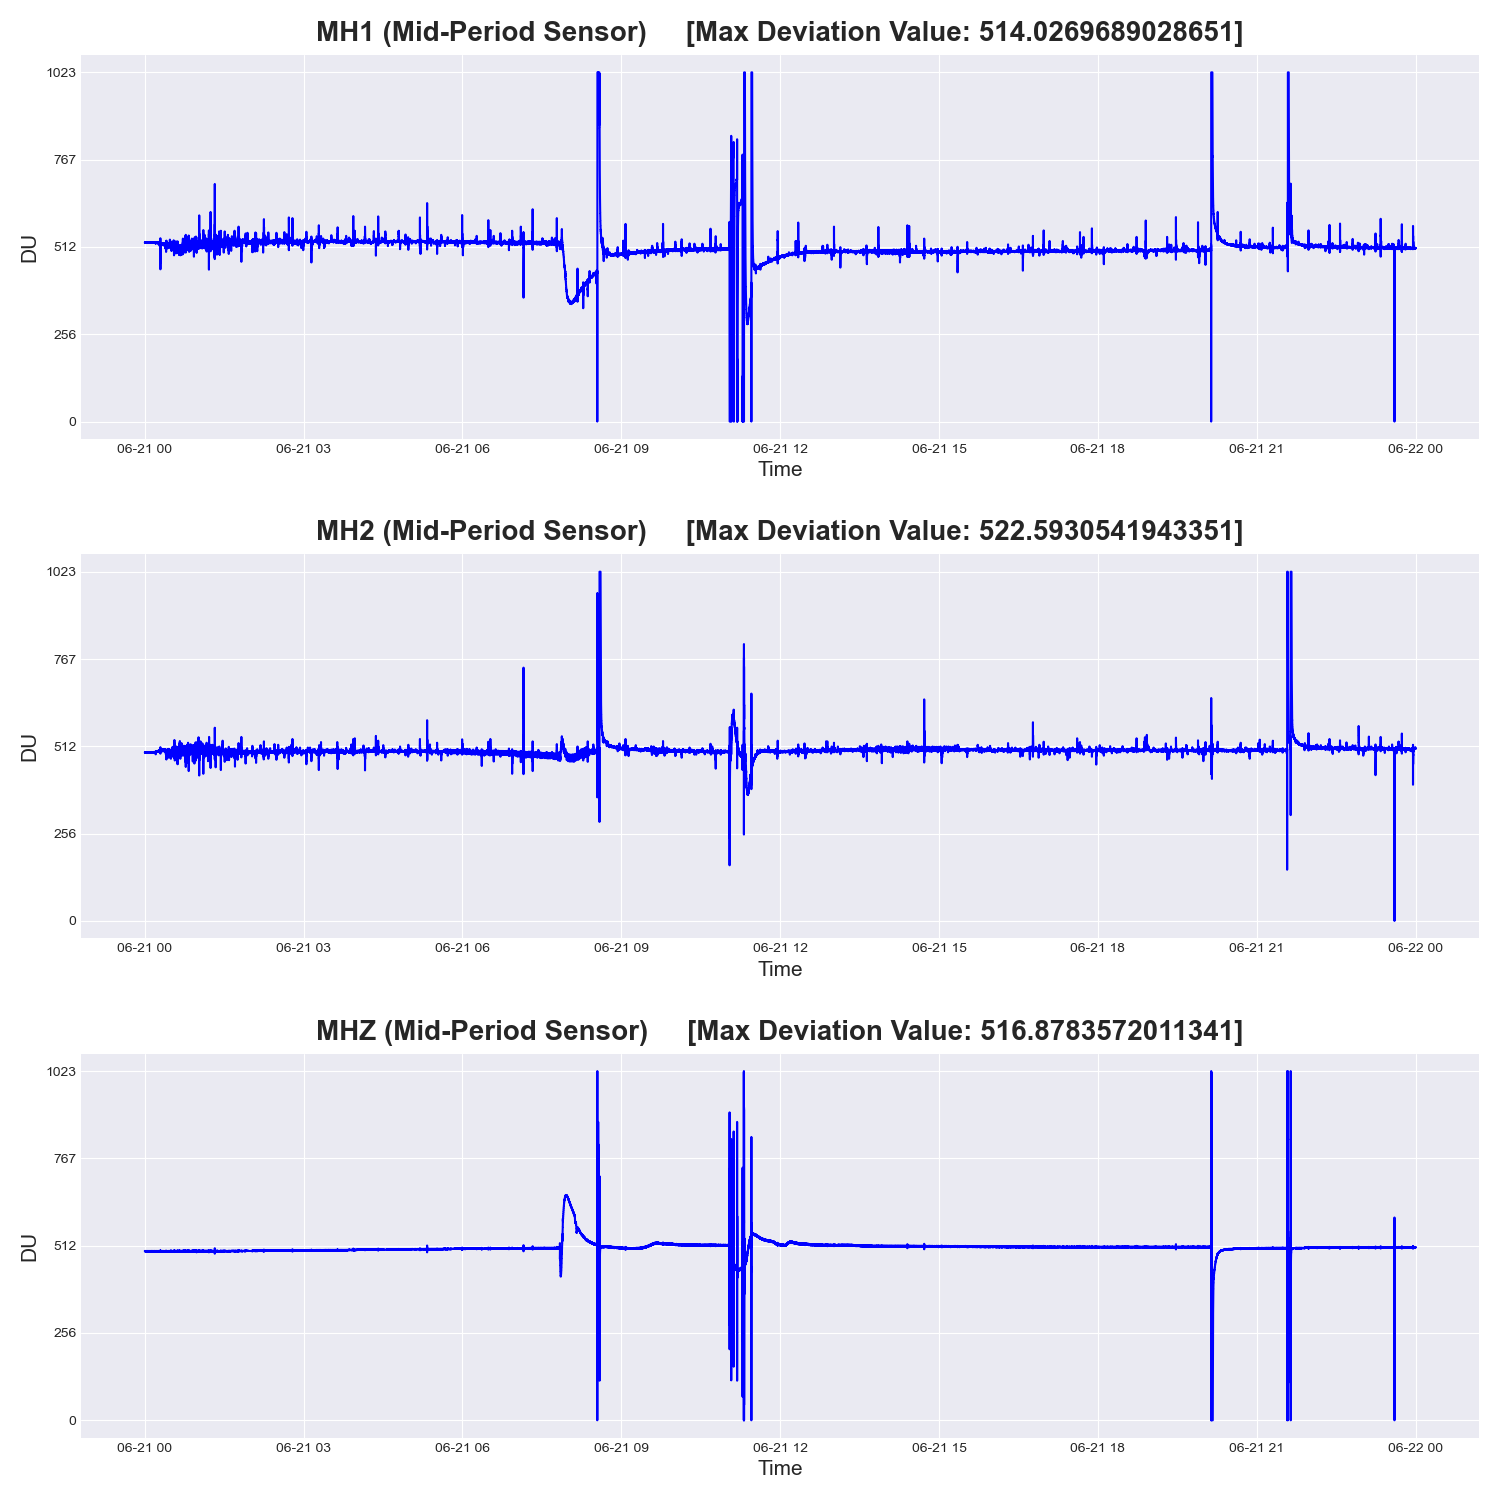 MH1 (Mid-Period Sensor) [Max Deviation Value: 514.0269689028651]
1023
767
512
256
0
DU
06-21 00 06-21 03 06-21 06 06-21 09 06-21 12 06-21 15 06-21 18 06-21 21 06-22 00
Time
MH2 (Mid-Period Sensor) [Max Deviation Value: 522.5930541943351]
1023
767
512
256
0
DU
06-21 00 06-21 03 06-21 06 06-21 09 06-21 12 06-21 15 06-21 18 06-21 21 06-22 00
Time
MHZ (Mid-Period Sensor) [Max Deviation Value: 516.8783572011341]
1023
767
512
256
0
DU
06-21 00 06-21 03 06-21 06 06-21 09 06-21 12 06-21 15 06-21 18 06-21 21 06-22 00
Time